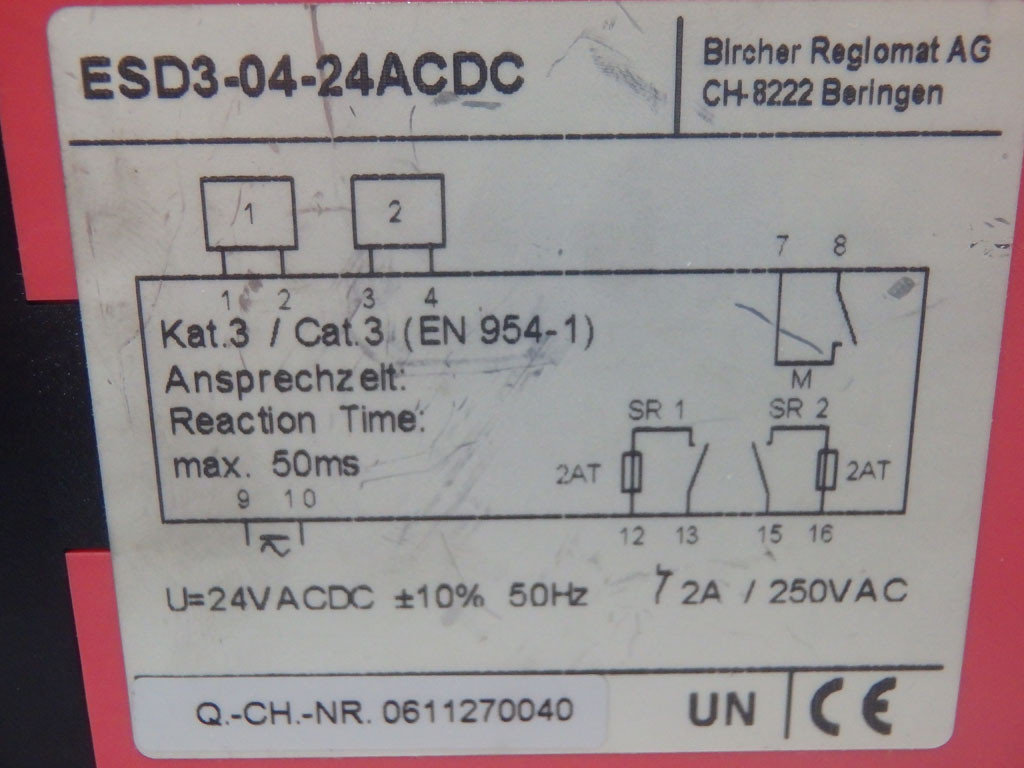 ESD3-04-24ACDC
Bircher Reglomat AG
CH-8222 Beringen
1 2
7 8
1 2 3 4
Kat.3 / Cat.3 (EN 954-1)
Ansprechzeit:
Reaction Time:
max. 50ms
M
SR 1 SR 2
2AT 2AT
9 10
12 13 15 16
U=24VACDC ±10% 50Hz 2A / 250VAC
Q.-CH.-NR. 0611270040
UN CE